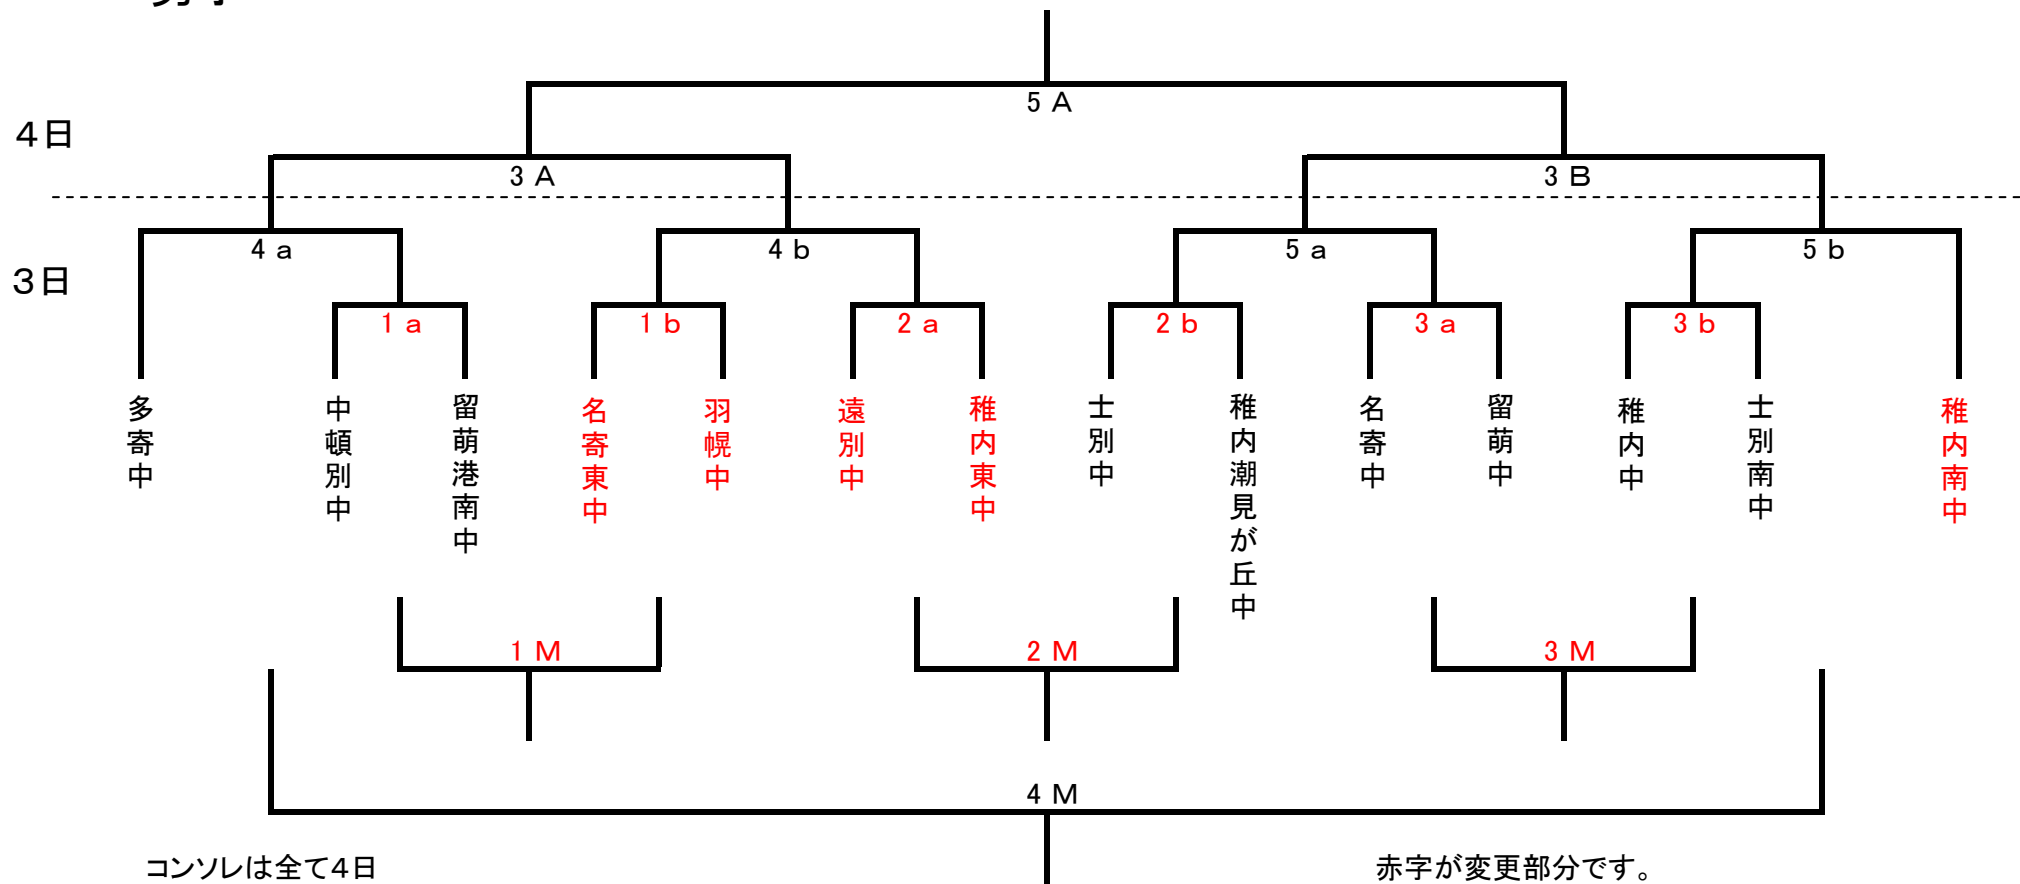 5 A
4日
3 A
3 B
4 a
4 b
5 a
5 b
3日
1 a
1 b
2 a
2 b
3 a
3 b
多寄中
中頓別中
留萌港南中
名寄東中
羽幌中
遠別中
稚内東中
士別中
稚内潮見が丘中
名寄中
留萌中
稚内中
士別南中
稚内南中
1 M
2 M
3 M
4 M
コンソレは全て4日
赤字が変更部分です。